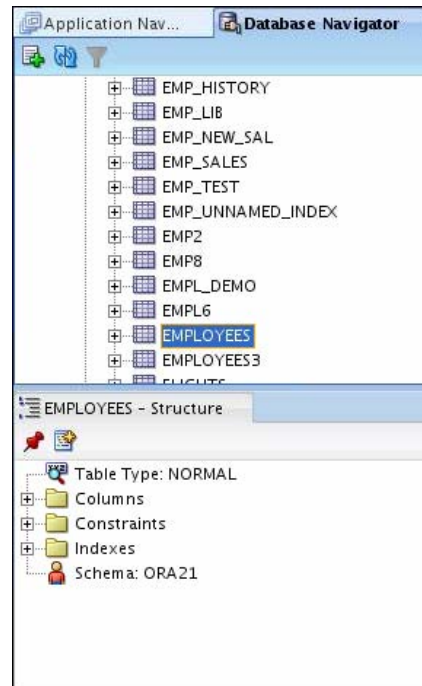 Application Nav... Database Navigator
EMP_HISTORY
EMP_LIB
EMP_NEW_SAL
EMP_SALES
EMP_TEST
EMP_UNNAMED_INDEX
EMP2
EMP8
EMPL_DEMO
EMPL6
EMPLOYEES
EMPLOYEES3
EMPLOYEES - Structure
Table Type: NORMAL
Columns
Constraints
Indexes
Schema: ORA21